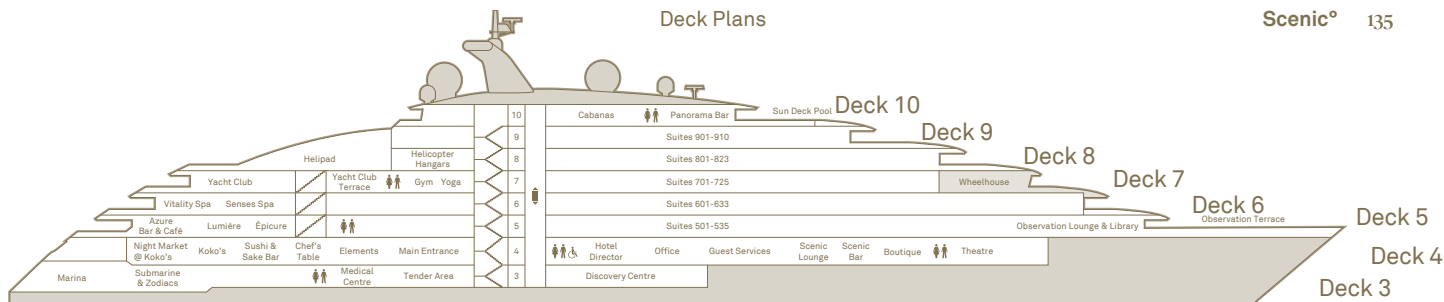 Deck Plans
Scenic° 135
10 Cabanas Panorama Bar Sun Deck Pool Deck 10
9 Suites 901-910 Deck 9
Helipad Helicopter
Hangars 8 Suites 801-823 Deck 8
Yacht Club Yacht Club
Terrace Gym Yoga 7 Suites 701-725 Wheelhouse Deck 7
Vitality Spa Senses Spa 6 Suites 601-633 Deck 6
Azure
Bar & Café Lumière Épicure 5 Suites 501-535 Observation Lounge & Library Observation Terrace Deck 5
Night Market
@ Koko's Koko's Sushi &
Sake Bar Chef's
Table Elements Main Entrance 4 Hotel
Director Office Guest Services Scenic
Lounge Scenic
Bar Boutique Theatre Deck 4
Marina Submarine
& Zodiacs Medical
Centre Tender Area 3 Discovery Centre Deck 3